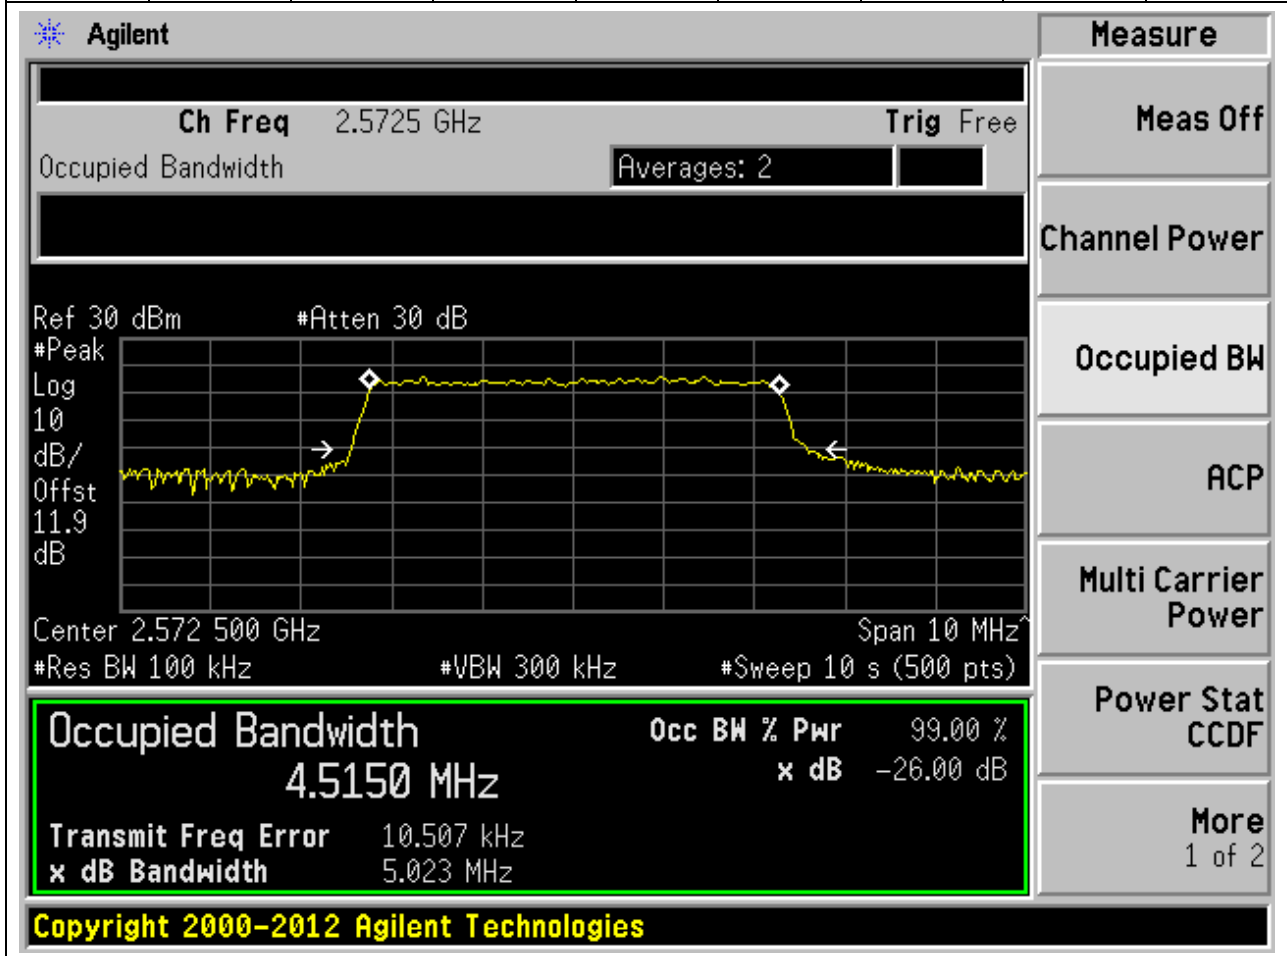 Agilent
Measure
Ch Freq 2.5725 GHz Trig Free
Occupied Bandwidth Averages: 2
Meas Off
Channel Power
Occupied BW
ACP
Multi Carrier
Power
Power Stat
CCDF
More
1 of 2
Ref 30 dBm #Atten 30 dB
#Peak
Log
10
dB/
Offst
11.9
dB
Center 2.572 500 GHz Span 10 MHz^
#Res BW 100 kHz #VBW 300 kHz #Sweep 10 s (500 pts)
Occupied Bandwidth
4.5150 MHz
Occ BW % Pwr 99.00 %
x dB -26.00 dB
Transmit Freq Error 10.507 kHz
x dB Bandwidth 5.023 MHz
Copyright 2000-2012 Agilent Technologies